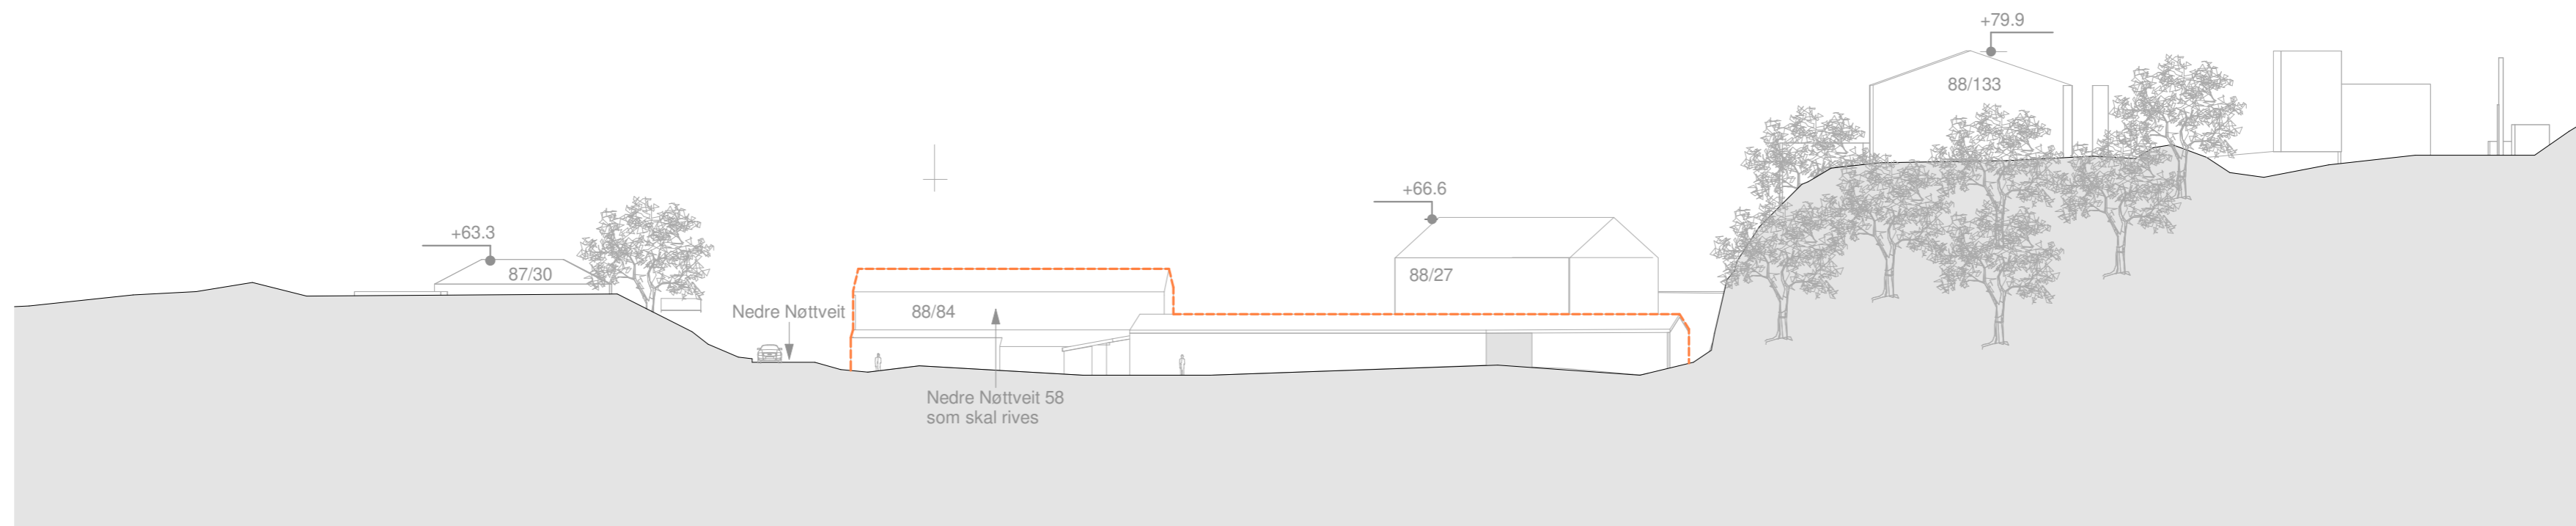 +79.9
88/133
+66.6
+63.3
87/30
88/27
Nedre Nøttveit
88/84
Nedre Nøttveit 58
som skal rives